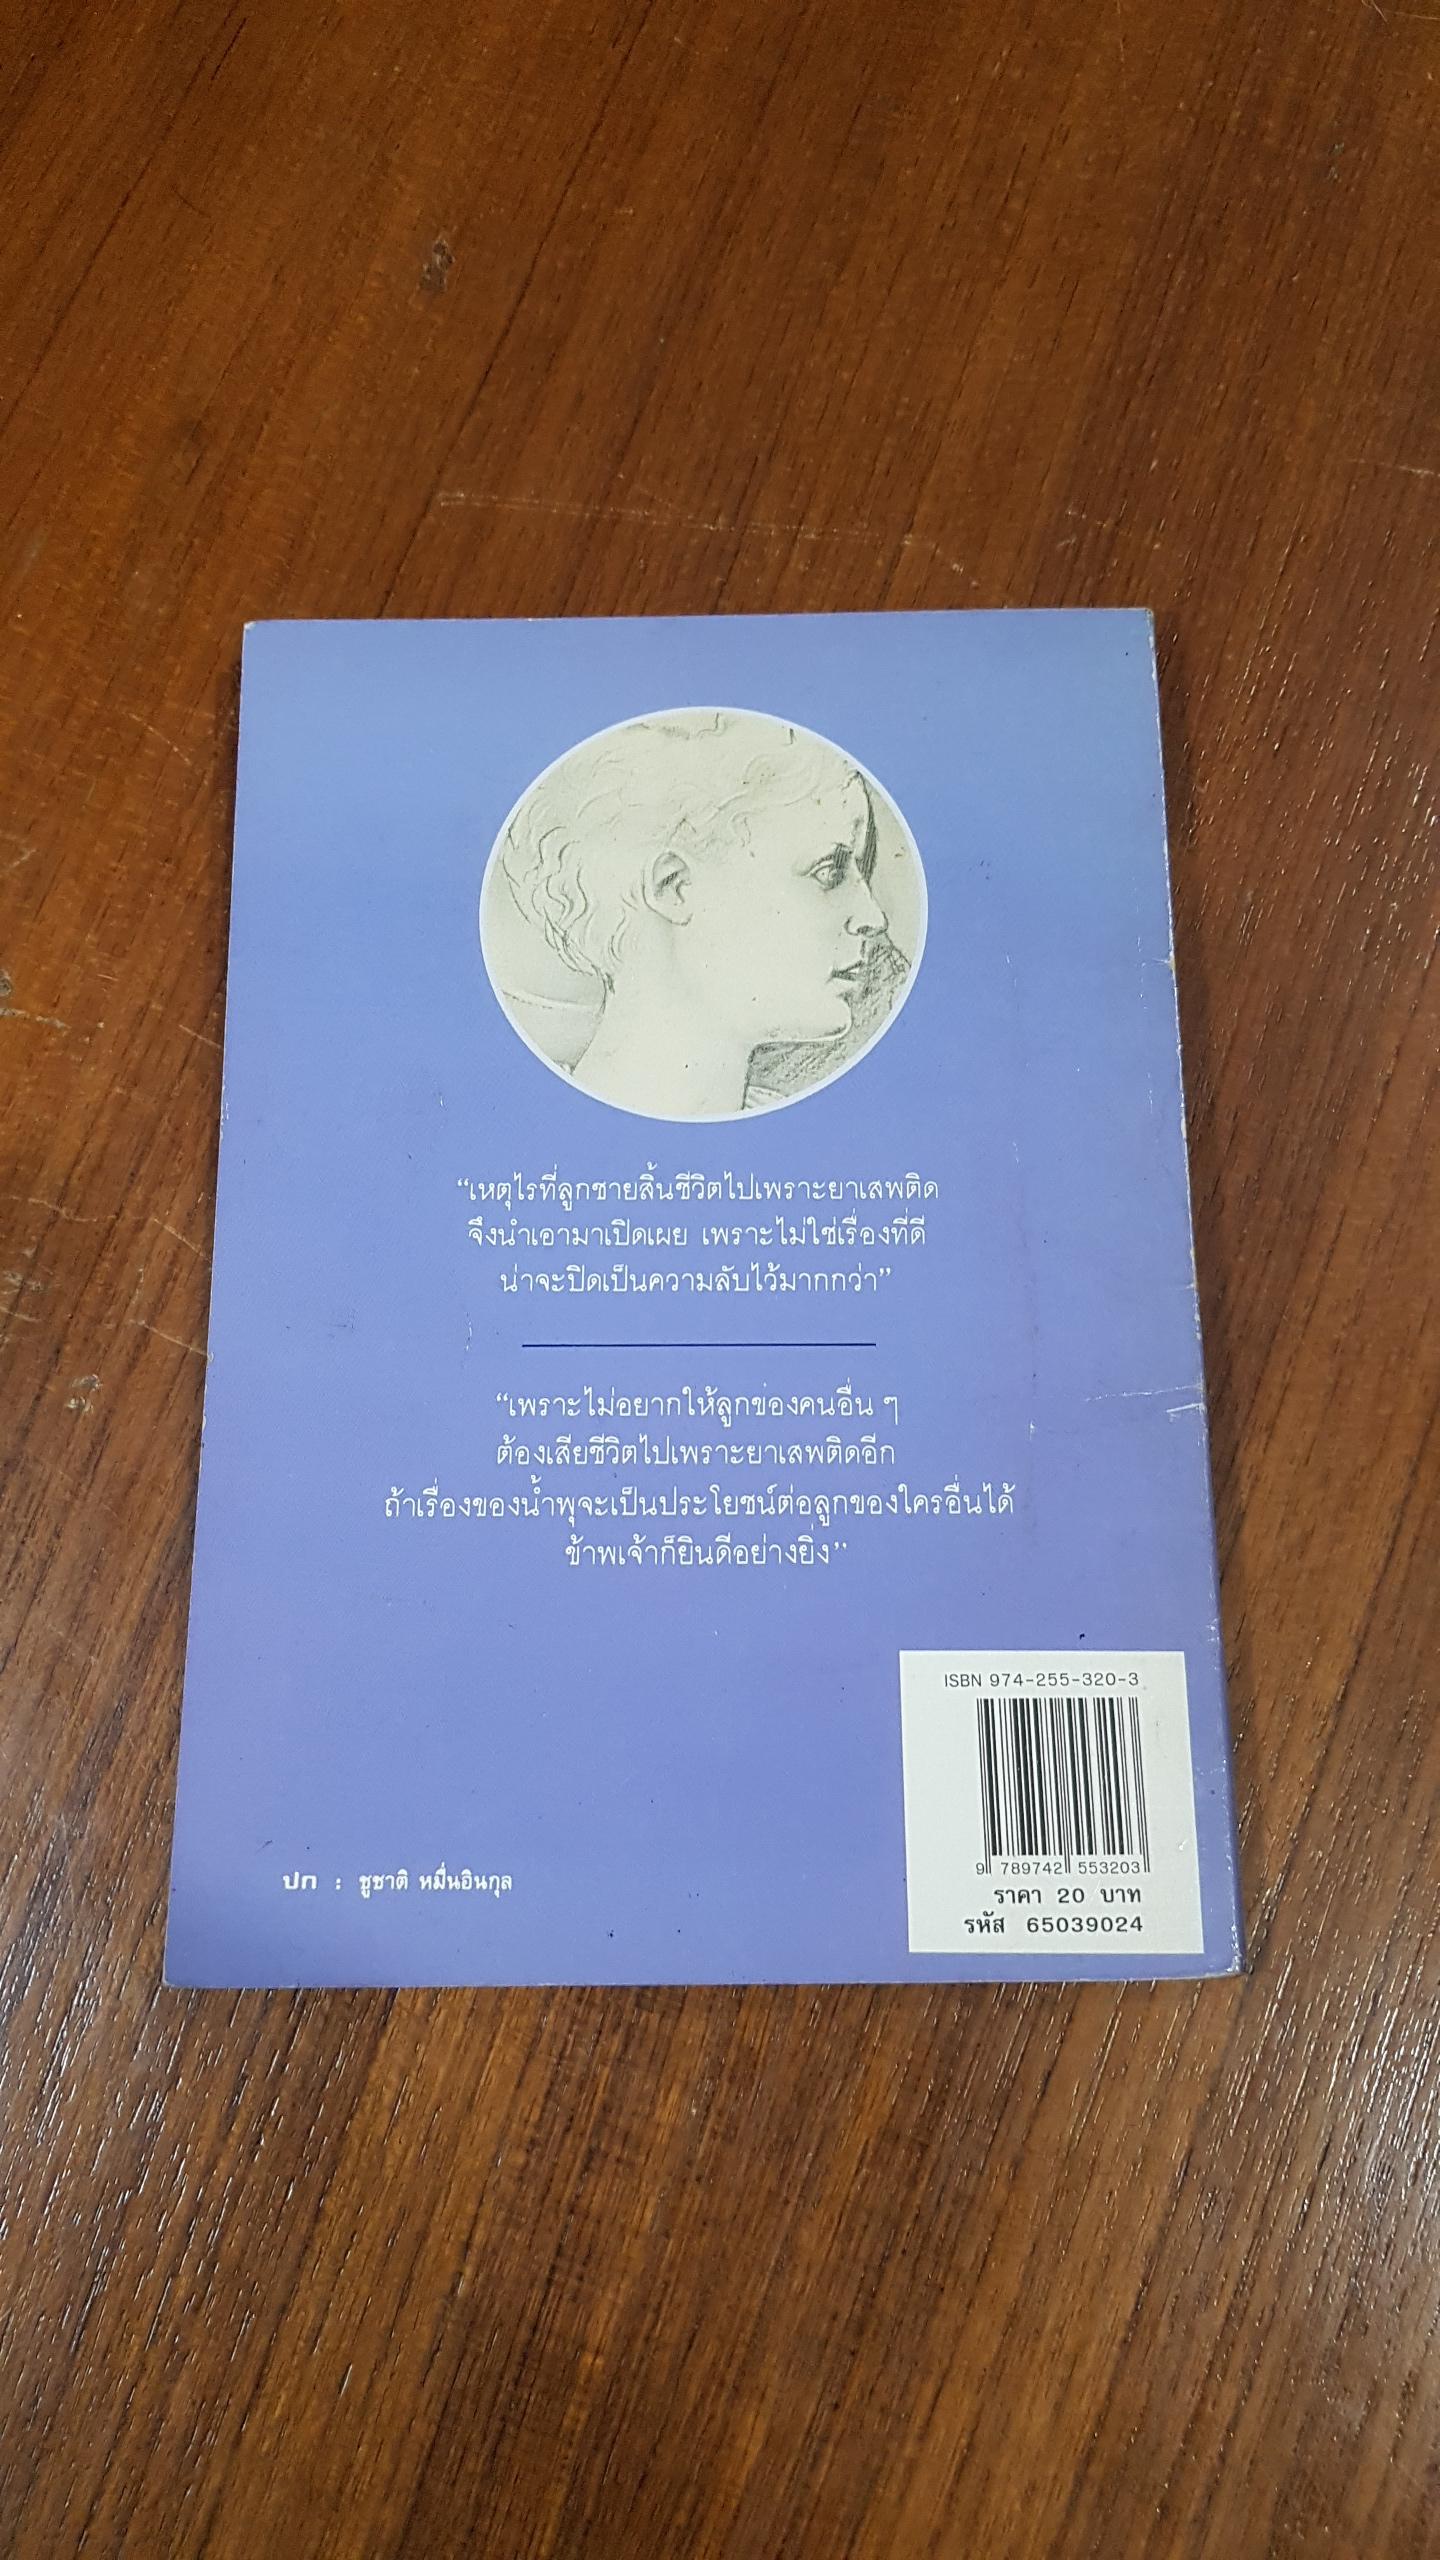 “เหตุไรที่ลูกชายสิ้นชีวิตไปเพราะยาเสพติด
จึงนำเอามาเปิดเผย เพราะไม่ใช่เรื่องที่ดี
น่าจะปิดเป็นความลับไว้มากกว่า”
“เพราะไม่อยากให้ลูกของคนอื่น ๆ
ต้องเสียชีวิตไปเพราะยาเสพติดอีก
ถ้าเรื่องของน้ำพุจะเป็นประโยชน์ต่อลูกของใครอื่นได้
ข้าพเจ้าก็ยินดีอย่างยิ่ง”
ISBN 974-255-320-3
9 789742 553203
ราคา 20 บาท
รหัส 65039024
ปก : ชูชาติ หมื่นอินกุล